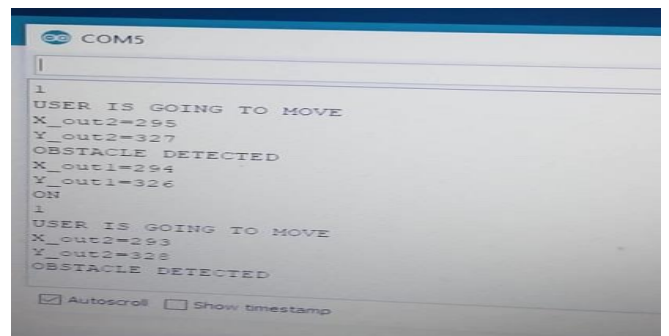 COM5
1
USER IS GOING TO MOVE
X_out2=295
Y_out2=327
OBSTACLE DETECTED
X_out1=294
Y_out1=326
ON
1
USER IS GOING TO MOVE
X_out2=293
Y_out2=328
OBSTACLE DETECTED
Autoscroll Show timestamp